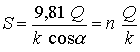 S = 9,81 Q / k cosα = n Q / k